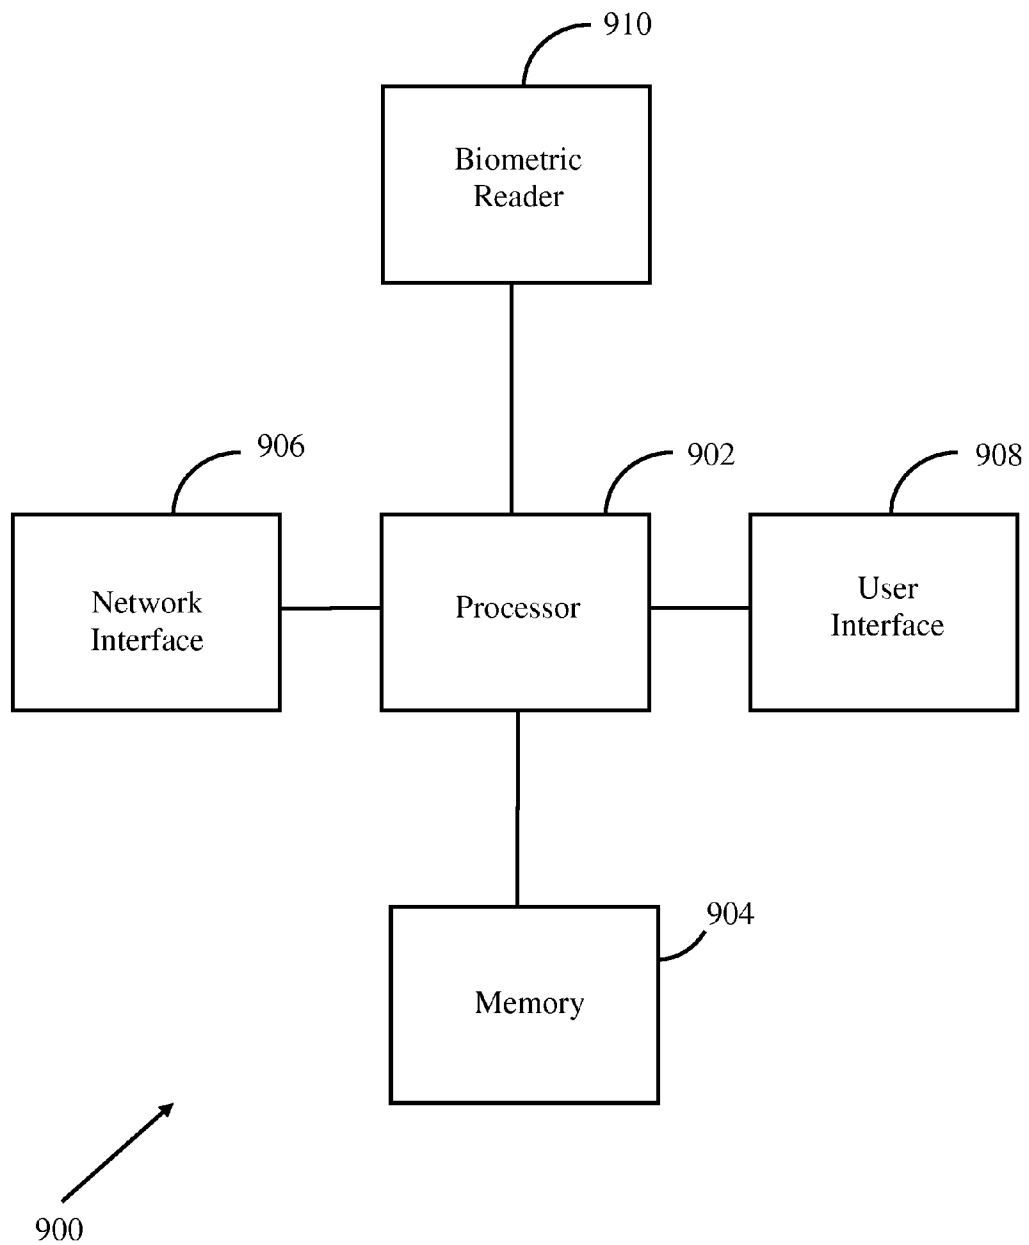 910
Biometric
Reader
906
902
908
Network
Interface
Processor
User
Interface
904
Memory
900